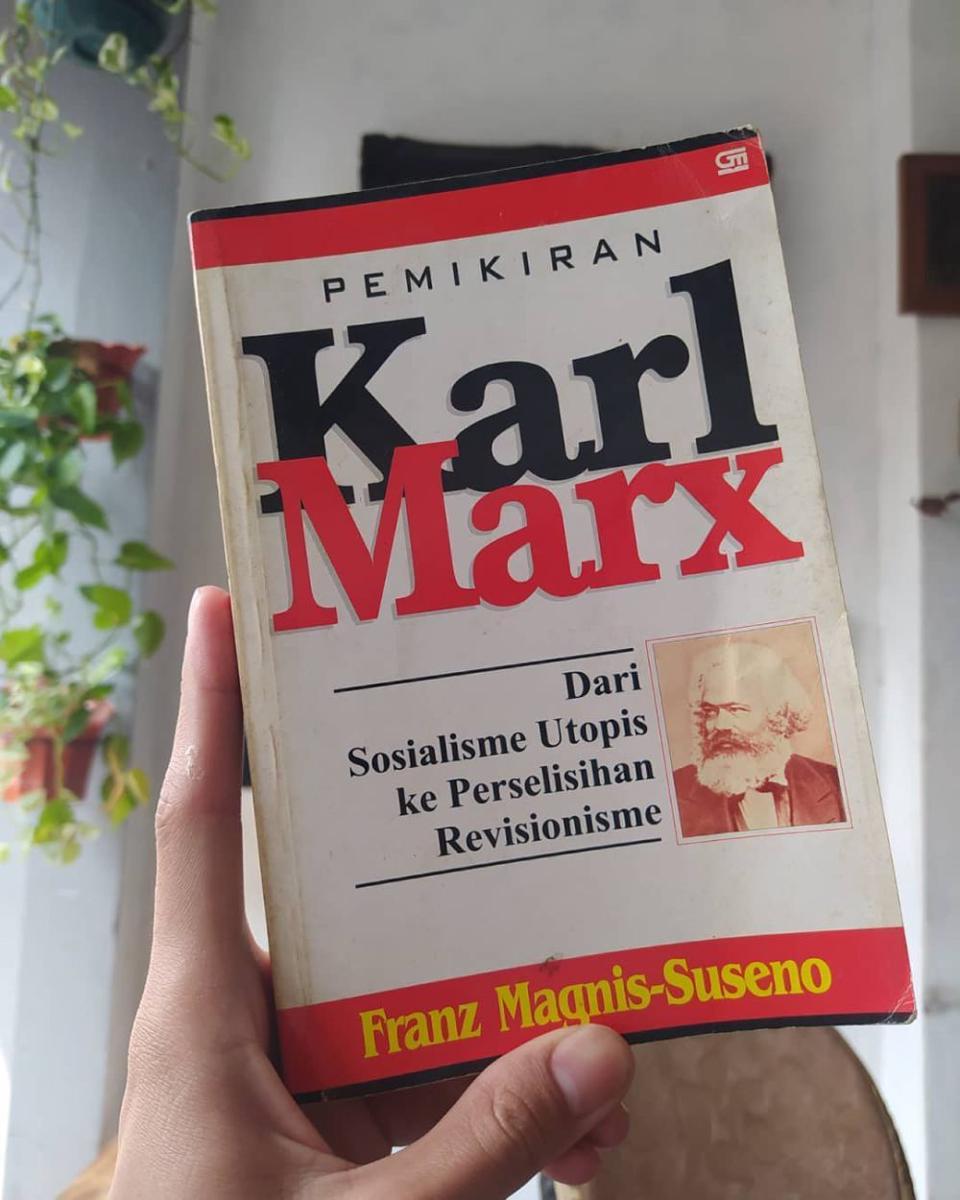 PEMIKIRAN
Karl
Marx
Dari
Sosialisme Utopis
ke Perselisihan
Revisionisme
Franz Magnis-Suseno